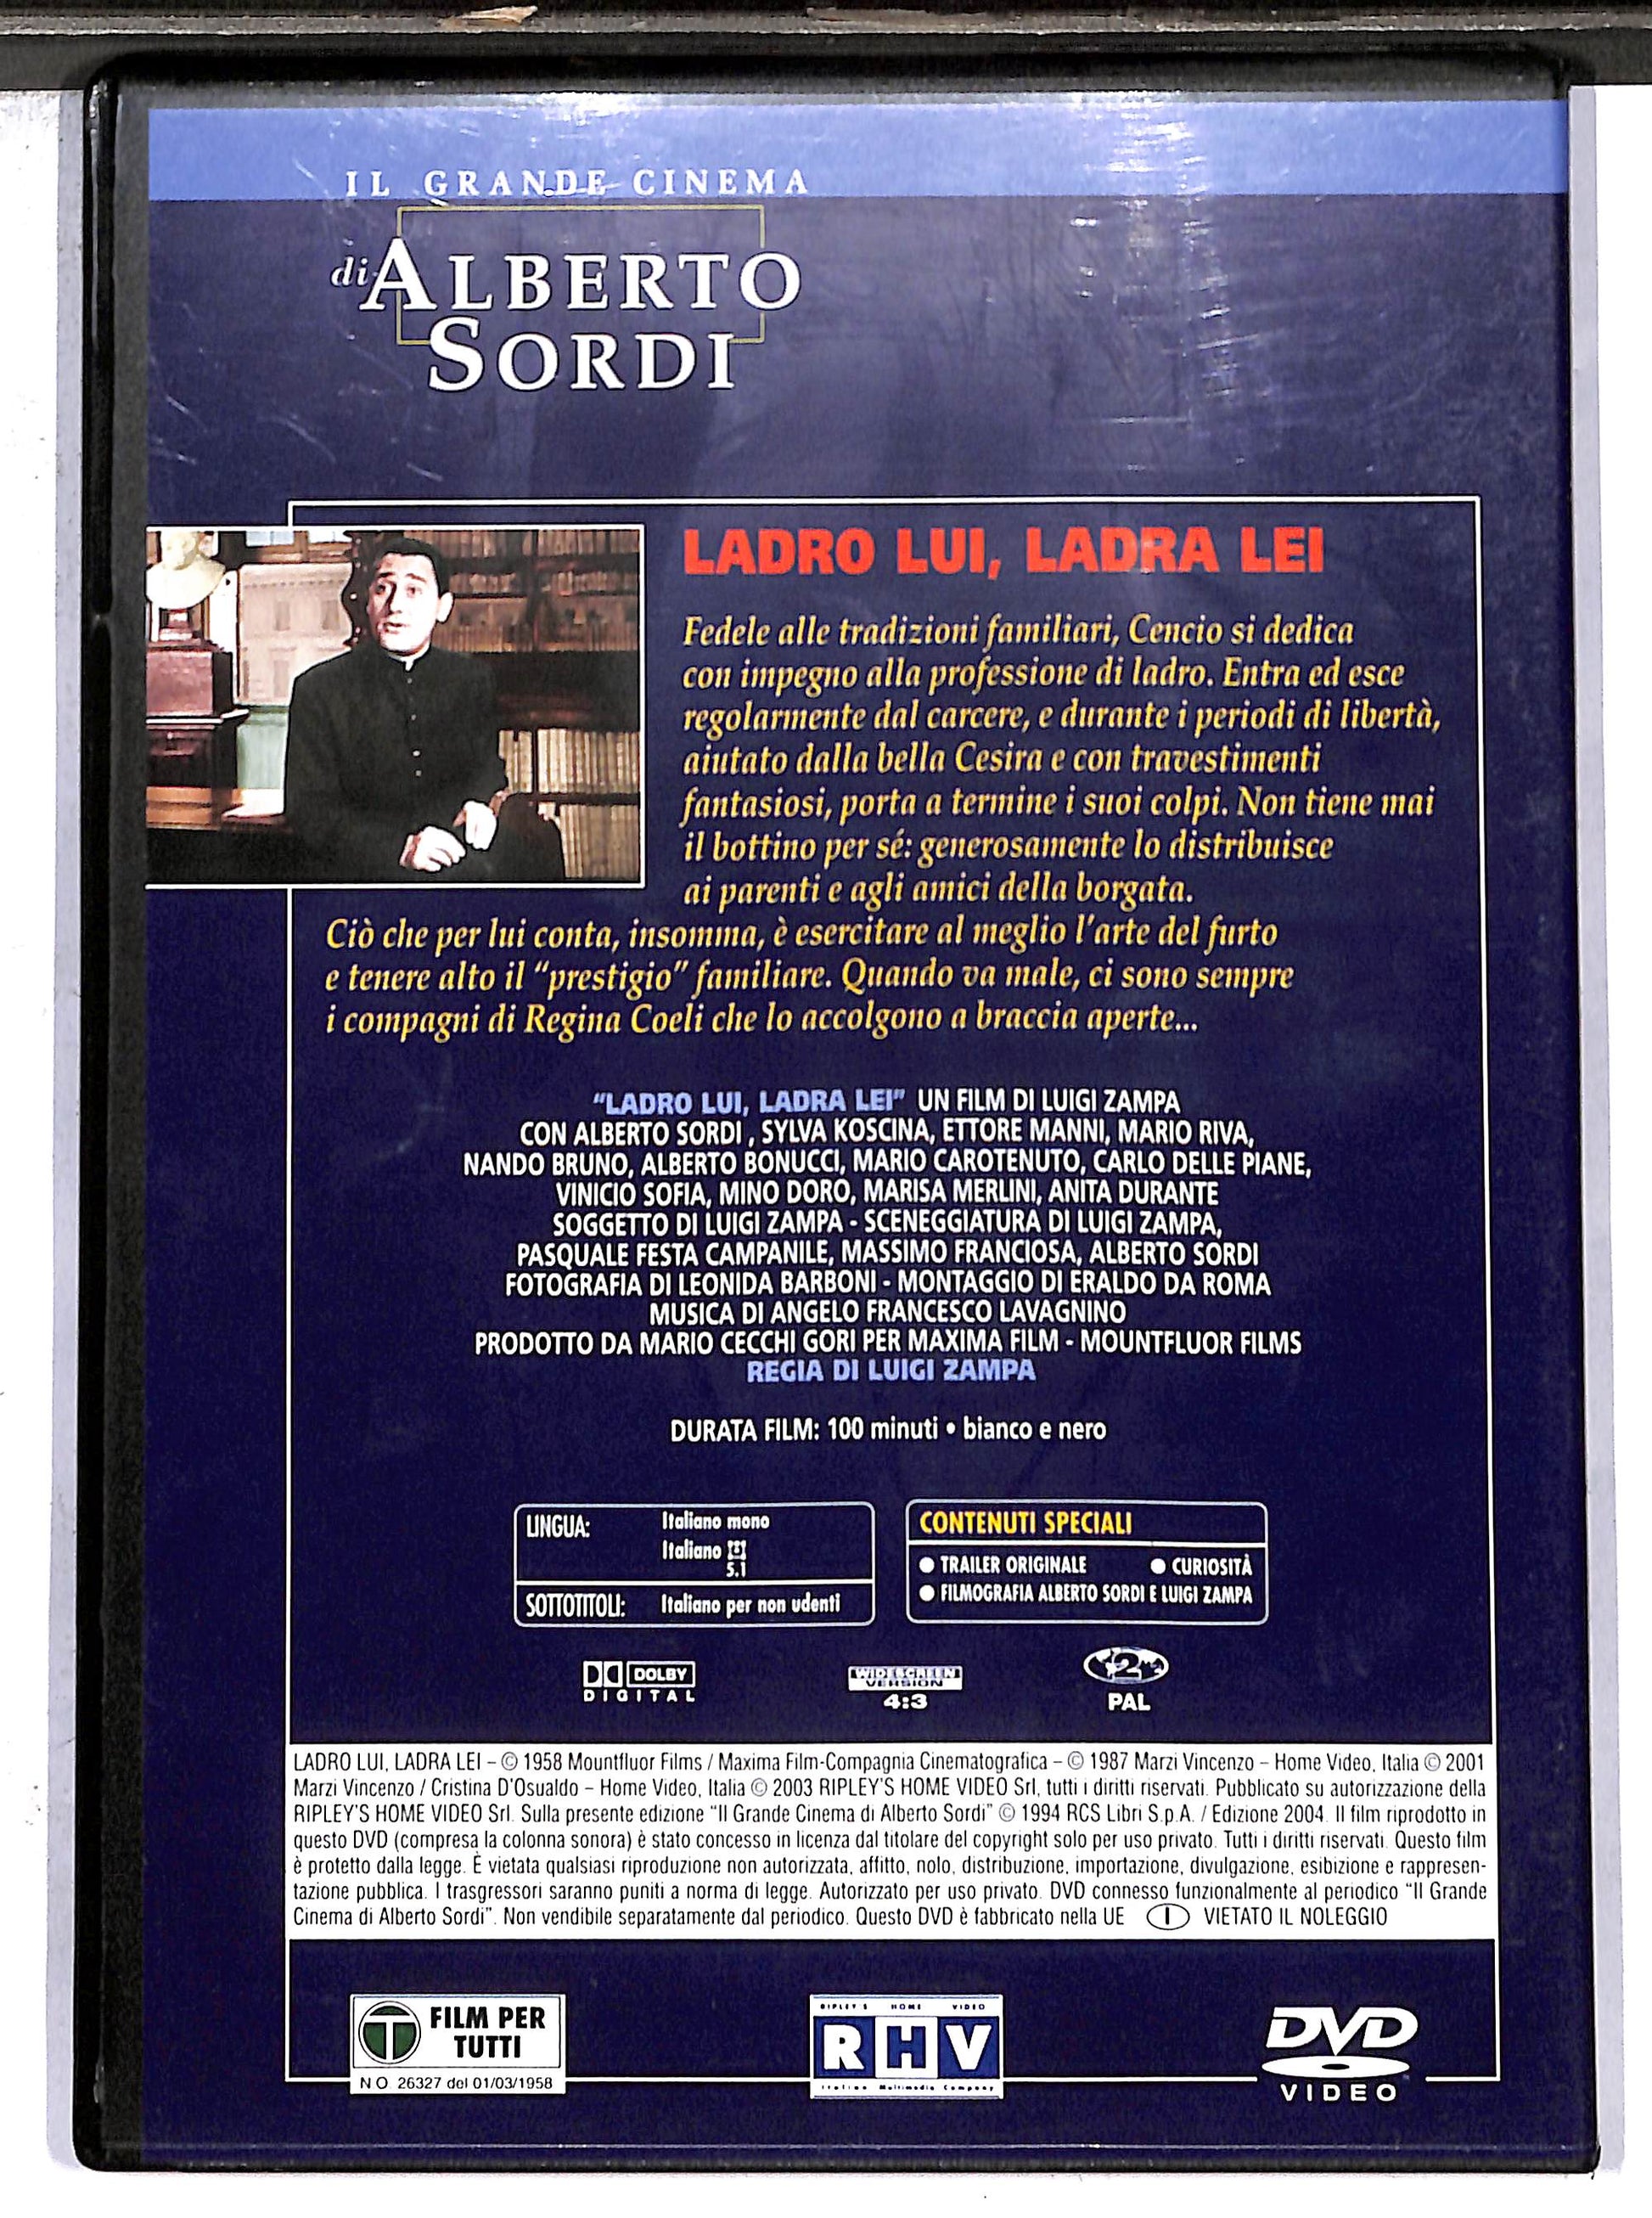 IL GRANDE CINEMA
di ALBERTO
SORDI
LADRO LUI, LADRA LEI
Fedele alle tradizioni familiari, Cencio si dedica
con impegno alla professione di ladro. Entra ed esce
regolarmente dal carcere, e durante i periodi di libertà,
aiutato dalla bella Cesira e con travestimenti
fantasiosi, porta a termine i suoi colpi. Non tiene mai
il bottino per sé: generosamente lo distribuisce
ai parenti e agli amici della borgata.
Ciò che per lui conta, insomma, è esercitare al meglio l'arte del furto
e tenere alto il “prestigio” familiare. Quando va male, ci sono sempre
i compagni di Regina Coeli che lo accolgono a braccia aperte...
“LADRO LUI, LADRA LEI” UN FILM DI LUIGI ZAMPA
CON ALBERTO SORDI , SYLVA KOSCINA, ETTORE MANNI, MARIO RIVA,
NANDO BRUNO, ALBERTO BONUCCI, MARIO CAROTENUTO, CARLO DELLE PIANE,
VINICIO SOFIA, MINO DORO, MARISA MERLINI, ANITA DURANTE
SOGGETTO DI LUIGI ZAMPA - SCENEGGIATURA DI LUIGI ZAMPA,
PASQUALE FESTA CAMPANILE, MASSIMO FRANCIOSA, ALBERTO SORDI
FOTOGRAFIA DI LEONIDA BARBONI - MONTAGGIO DI ERALDO DA ROMA
MUSICA DI ANGELO FRANCESCO LAVAGNINO
PRODOTTO DA MARIO CECCHI GORI PER MAXIMA FILM - MOUNTFLUOR FILMS
REGIA DI LUIGI ZAMPA
DURATA FILM: 100 minuti • bianco e nero
LINGUA: Italiano mono
Italiano
5.1
SOTTOTITOLI: Italiano per non udenti
CONTENUTI SPECIALI
● TRAILER ORIGINALE ● CURIOSITÀ
● FILMOGRAFIA ALBERTO SORDI E LUIGI ZAMPA
DOLBY
DIGITAL
WIDESCREEN
VERSION
4:3
2
PAL
LADRO LUI, LADRA LEI – © 1958 Mountfluor Films / Maxima Film-Compagnia Cinematografica – © 1987 Marzi Vincenzo – Home Video, Italia © 2001
Marzi Vincenzo / Cristina D'Osualdo – Home Video, Italia © 2003 RIPLEY'S HOME VIDEO Srl, tutti i diritti riservati. Pubblicato su autorizzazione della
RIPLEY'S HOME VIDEO Srl. Sulla presente edizione “Il Grande Cinema di Alberto Sordi” © 1994 RCS Libri S.p.A. / Edizione 2004. Il film riprodotto in
questo DVD (compresa la colonna sonora) è stato concesso in licenza dal titolare del copyright solo per uso privato. Tutti i diritti riservati. Questo film
è protetto dalla legge. È vietata qualsiasi riproduzione non autorizzata, affitto, nolo, distribuzione, importazione, divulgazione, esibizione e rappresen-
tazione pubblica. I trasgressori saranno puniti a norma di legge. Autorizzato per uso privato. DVD connesso funzionalmente al periodico “Il Grande
Cinema di Alberto Sordi”. Non vendibile separatamente dal periodico. Questo DVD è fabbricato nella UE I VIETATO IL NOLEGGIO
T FILM PER
TUTTI
N O 26327 del 01/03/1958
RIPLEY'S HOME VIDEO
RHV
Italian Multimedia Company
DVD
VIDEO